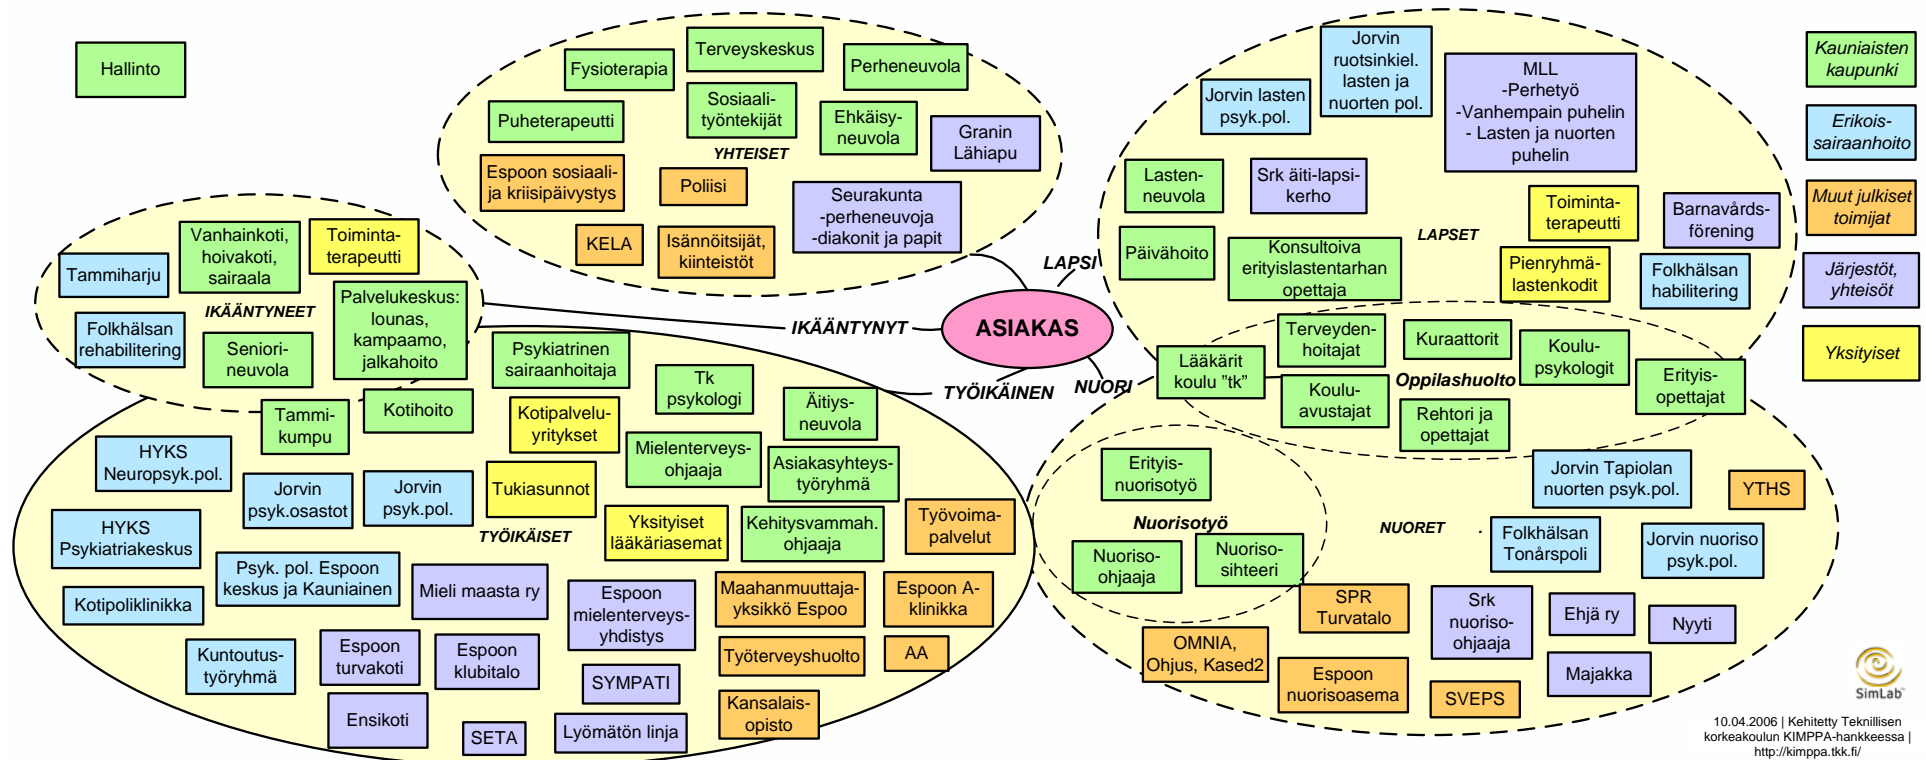 Hallinto
Fysioterapia
Terveyskeskus
Perheneuvola
Puheterapeutti
Sosiaali-
työntekijät
Ehkäisy-
neuvola
Granin
Lähiapu
YHTEISET
Espoon sosiaali-
ja kriisipäivystys
Poliisi
Seurakunta
-perheneuvoja
-diakonit ja papit
KELA
Isännöitsijät,
kiinteistöt
Jorvin lasten
psyk.pol.
Jorvin
ruotsinkiel.
lasten ja
nuorten pol.
MLL
-Perhetyö
-Vanhempain puhelin
- Lasten ja nuorten
puhelin
Lasten-
neuvola
Srk äiti-lapsi-
kerho
Toiminta-
terapeutti
Barnavårds-
förening
LAPSET
Päivähoito
Konsultoiva
erityislastentarhan
opettaja
Pienryhmä-
lastenkodit
Folkhälsan
habilitering
Kauniaisten
kaupunki
Erikois-
sairaanhoito
Muut julkiset
toimijat
Järjestöt,
yhteisöt
Yksityiset
Tammiharju
Vanhainkoti,
hoivakoti,
sairaala
Toiminta-
terapeutti
IKÄÄNTYNEET
Folkhälsan
rehabilitering
Seniori-
neuvola
Palvelukeskus:
lounas,
kampaamo,
jalkahoito
Tammi-
kumpu
Kotihoito
LAPSI
IKÄÄNTYNYT
ASIAKAS
TYÖIKÄINEN
NUORI
Terveyden-
hoitajat
Kuraattorit
Koulu-
psykologit
Lääkärit
koulu ”tk”
Oppilashuolto
Erityis-
opettajat
Koulu-
avustajat
Rehtori ja
opettajat
Psykiatrinen
sairaanhoitaja
Tk
psykologi
Äitiys-
neuvola
Kotipalvelu-
yritykset
Mielenterveys-
ohjaaja
Asiakasyhteys-
työryhmä
HYKS
Neuropsyk.pol.
Jorvin
psyk.osastot
Jorvin
psyk.pol.
Tukiasunnot
TYÖIKÄISET
Yksityiset
lääkäriasemat
Kehitysvammah.
ohjaaja
Työvoima-
palvelut
HYKS
Psykiatriakeskus
Psyk. pol. Espoon
keskus ja Kauniainen
Mieli maasta ry
Espoon
mielenterveys-
yhdistys
Maahanmuuttaja-
yksikkö Espoo
Espoon A-
klinikka
Kotipoliklinikka
Kuntoutus-
työryhmä
Espoon
turvakoti
Espoon
klubitalo
SYMPATI
Työterveyshuolto
AA
Ensikoti
SETA
Lyömätön linja
Kansalais-
opisto
Erityis-
nuorisotyö
Nuorisotyö
Nuoriso-
ohjaaja
Nuoriso-
sihteeri
NUORET
Jorvin Tapiolan
nuorten psyk.pol.
YTHS
Folkhälsan
Tonårspoli
Jorvin nuoriso
psyk.pol.
SPR
Turvatalo
Srk
nuoriso-
ohjaaja
Ehjä ry
Nyyti
OMNIA,
Ohjus, Kased2
Espoon
nuorisoasema
SVEPS
Majakka
SimLab™
10.04.2006 | Kehitetty Teknillisen
korkeakoulun KIMPPA-hankkeessa |
http://kimppa.tkk.fi/